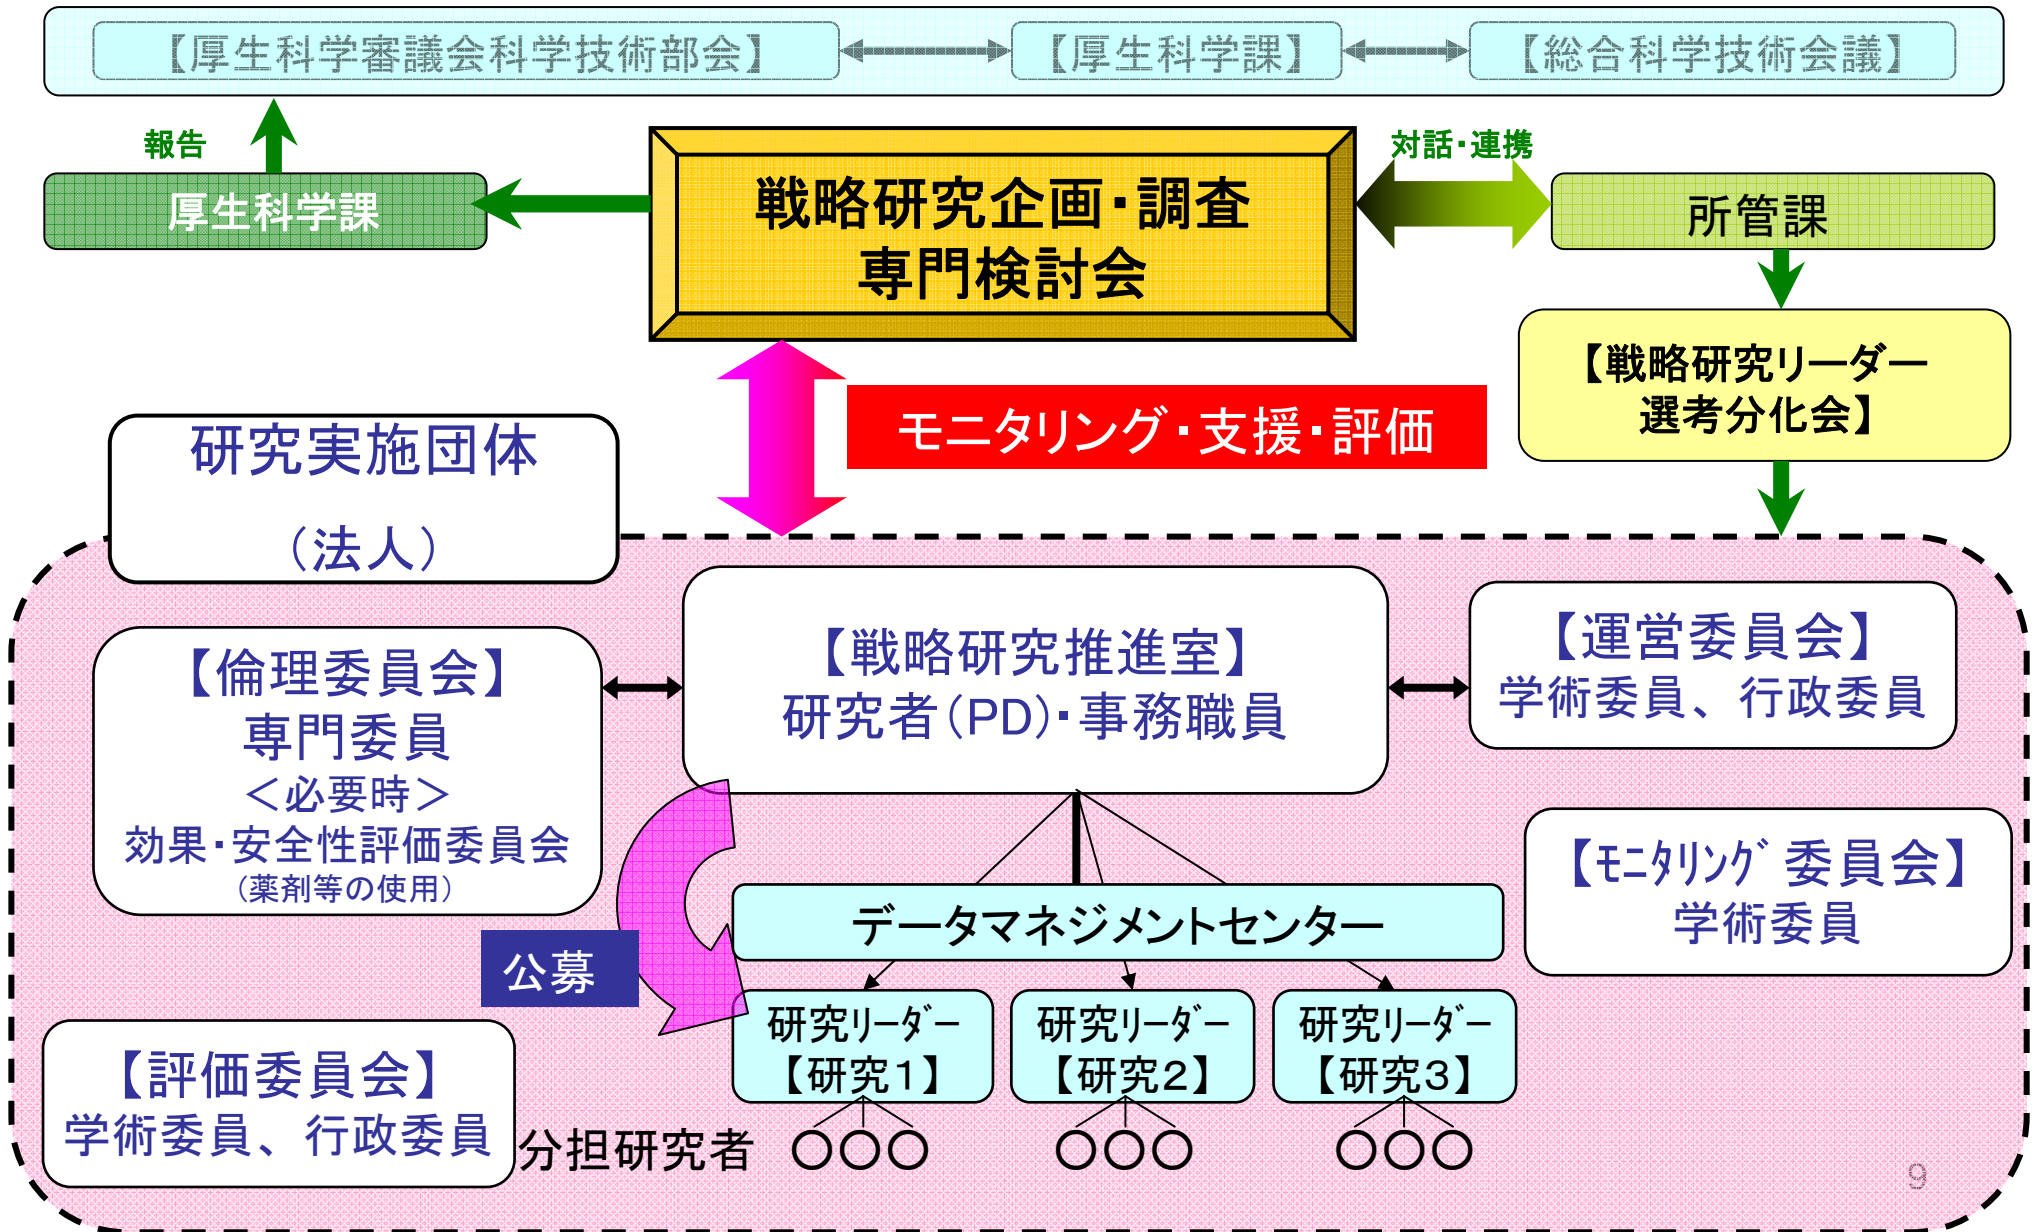 【厚生科学審議会科学技術部会】
【厚生科学課】
【総合科学技術会議】
報告
対話・連携
厚生科学課
戦略研究企画・調査
専門検討会
所管課
【戦略研究リーダー
選考分化会】
モニタリング・支援・評価
研究実施団体
（法人）
【倫理委員会】
専門委員
＜必要時＞
効果・安全性評価委員会
（薬剤等の使用）
【戦略研究推進室】
研究者(PD)・事務職員
【運営委員会】
学術委員、行政委員
【ﾓﾆﾀﾘﾝｸﾞ委員会】
学術委員
データマネジメントセンター
公募
研究ﾘｰﾀﾞｰ
【研究１】
研究ﾘｰﾀﾞｰ
【研究２】
研究ﾘｰﾀﾞｰ
【研究３】
【評価委員会】
学術委員、行政委員
分担研究者
9